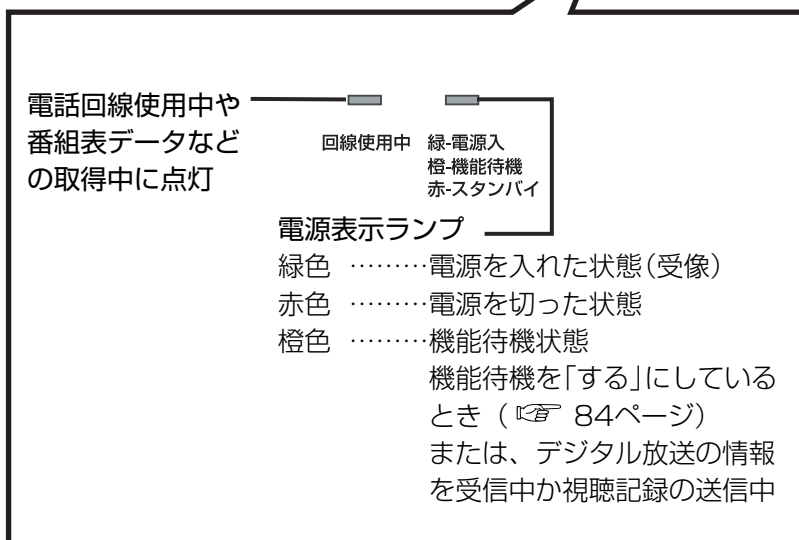 電話回線使用中や
番組表データなど
の取得中に点灯
回線使用中
緑-電源入
橙-機能待機
赤-スタンバイ
電源表示ランプ
緑色 ………電源を入れた状態(受像)
赤色 ………電源を切った状態
橙色 ………機能待機状態
機能待機を「する」にしている
とき ( ☞ 84ページ)
または、デジタル放送の情報
を受信中か視聴記録の送信中